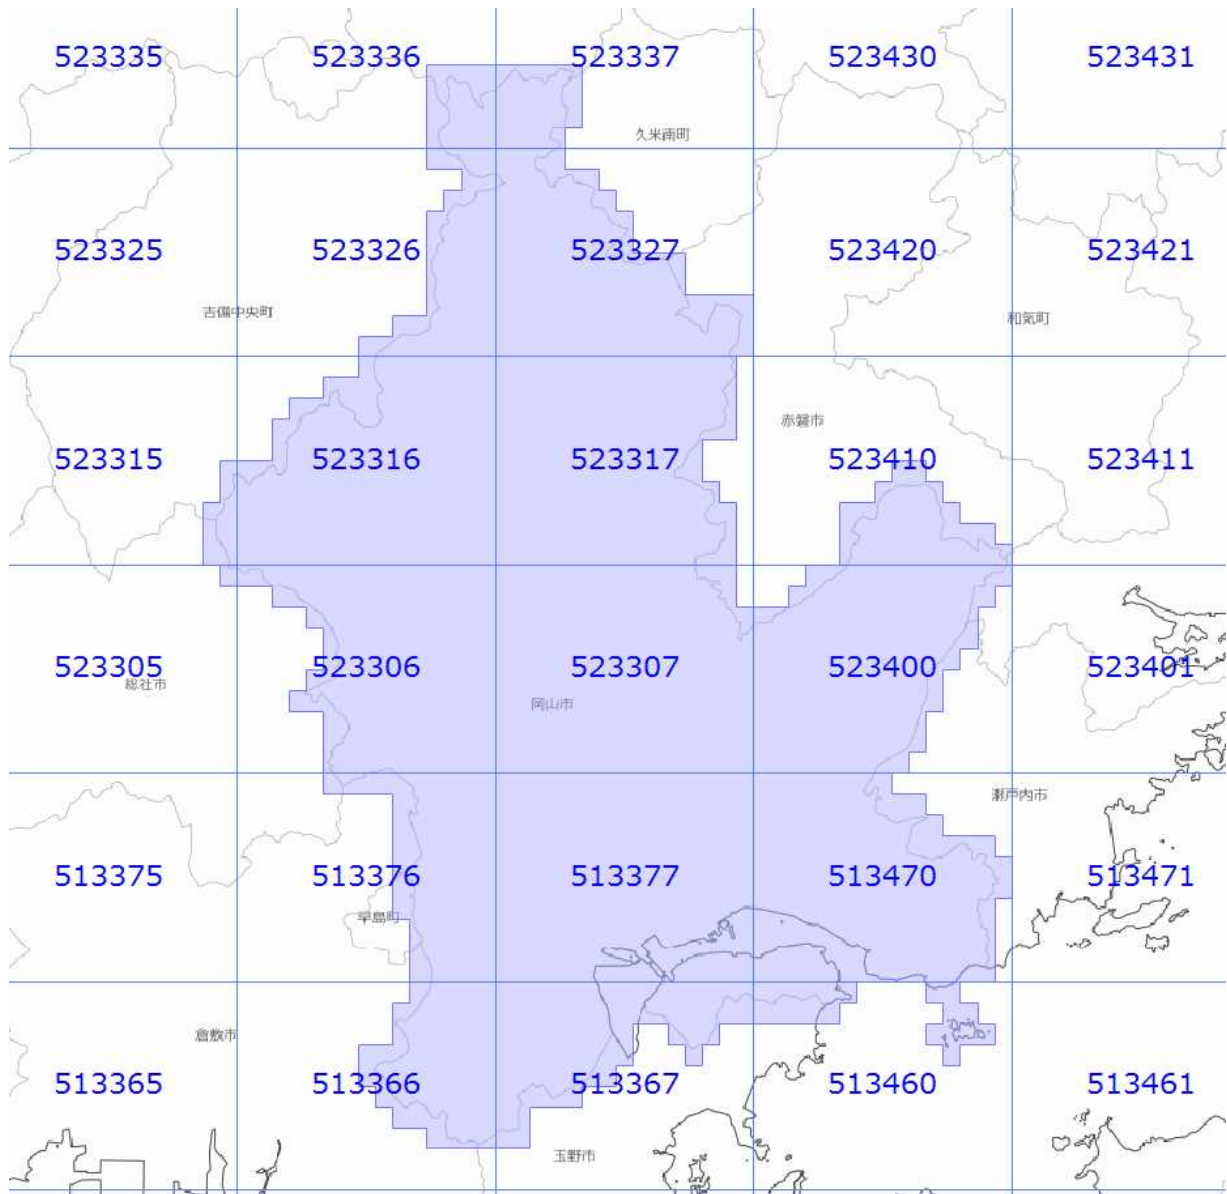 523335 523336 523337 523430 523431
久米南町
523325 523326 523327 523420 523421
吉備中央町 和気町
赤磐市
523315 523316 523317 523410 523411
523305 523306 523307 523400 523401
総社市 岡山市
瀬戸内市
513375 513376 513377 513470 513471
早島町
倉敷市
513365 513366 513367 513460 513461
玉野市